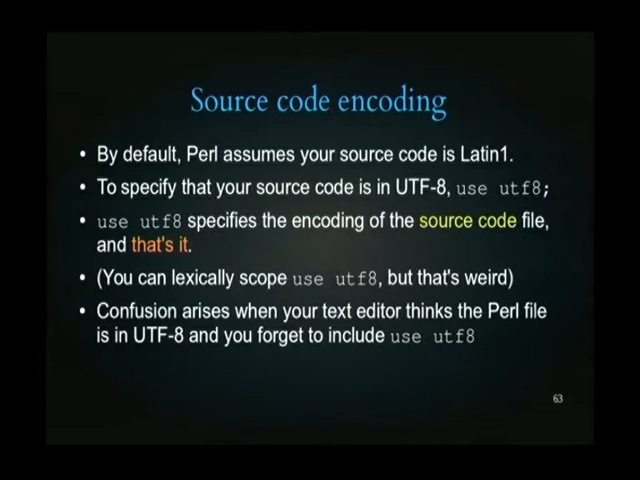 Source code encoding
• By default, Perl assumes your source code is Latin1.
• To specify that your source code is in UTF-8, use utf8;
• use utf8 specifies the encoding of the source code file,
and that's it.
• (You can lexically scope use utf8, but that's weird)
• Confusion arises when your text editor thinks the Perl file
is in UTF-8 and you forget to include use utf8
63